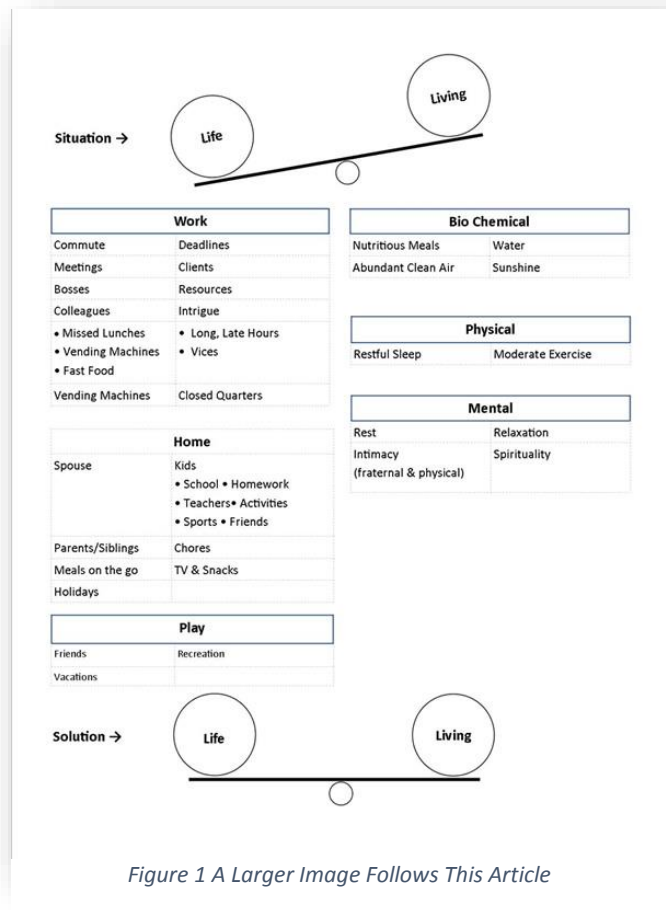 Living
Situation → Life
Work
Commute Deadlines
Meetings Clients
Bosses Resources
Colleagues Intrigue
• Missed Lunches • Long, Late Hours
• Vending Machines • Vices
• Fast Food
Vending Machines Closed Quarters
Home
Spouse Kids
• School • Homework
• Teachers• Activities
• Sports • Friends
Parents/Siblings Chores
Meals on the go TV & Snacks
Holidays
Play
Friends Recreation
Vacations
Bio Chemical
Nutritious Meals Water
Abundant Clean Air Sunshine
Physical
Restful Sleep Moderate Exercise
Mental
Rest Relaxation
Intimacy Spirituality
(fraternal & physical)
Solution → Life Living
Figure 1 A Larger Image Follows This Article